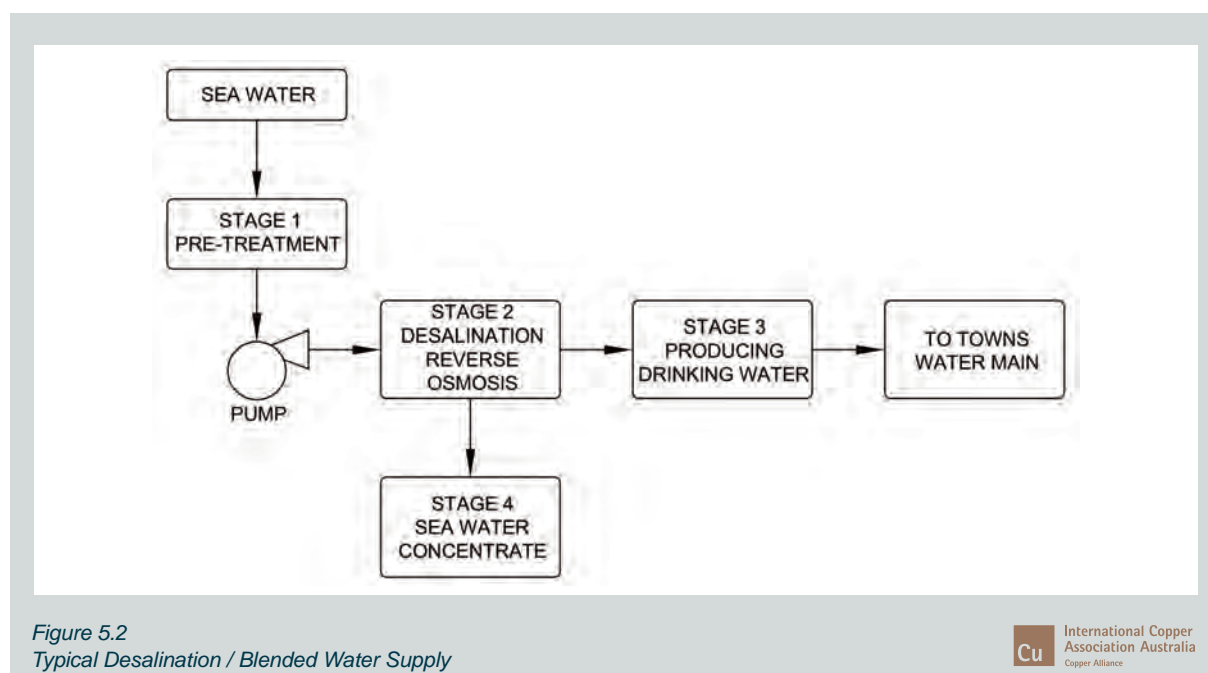 SEA WATER
STAGE 1
PRE-TREATMENT
PUMP
STAGE 2
DESALINATION
REVERSE
OSMOSIS
STAGE 3
PRODUCING
DRINKING WATER
TO TOWNS
WATER MAIN
STAGE 4
SEA WATER
CONCENTRATE
Figure 5.2
Typical Desalination / Blended Water Supply
Cu
International Copper
Association Australia
Copper Alliance